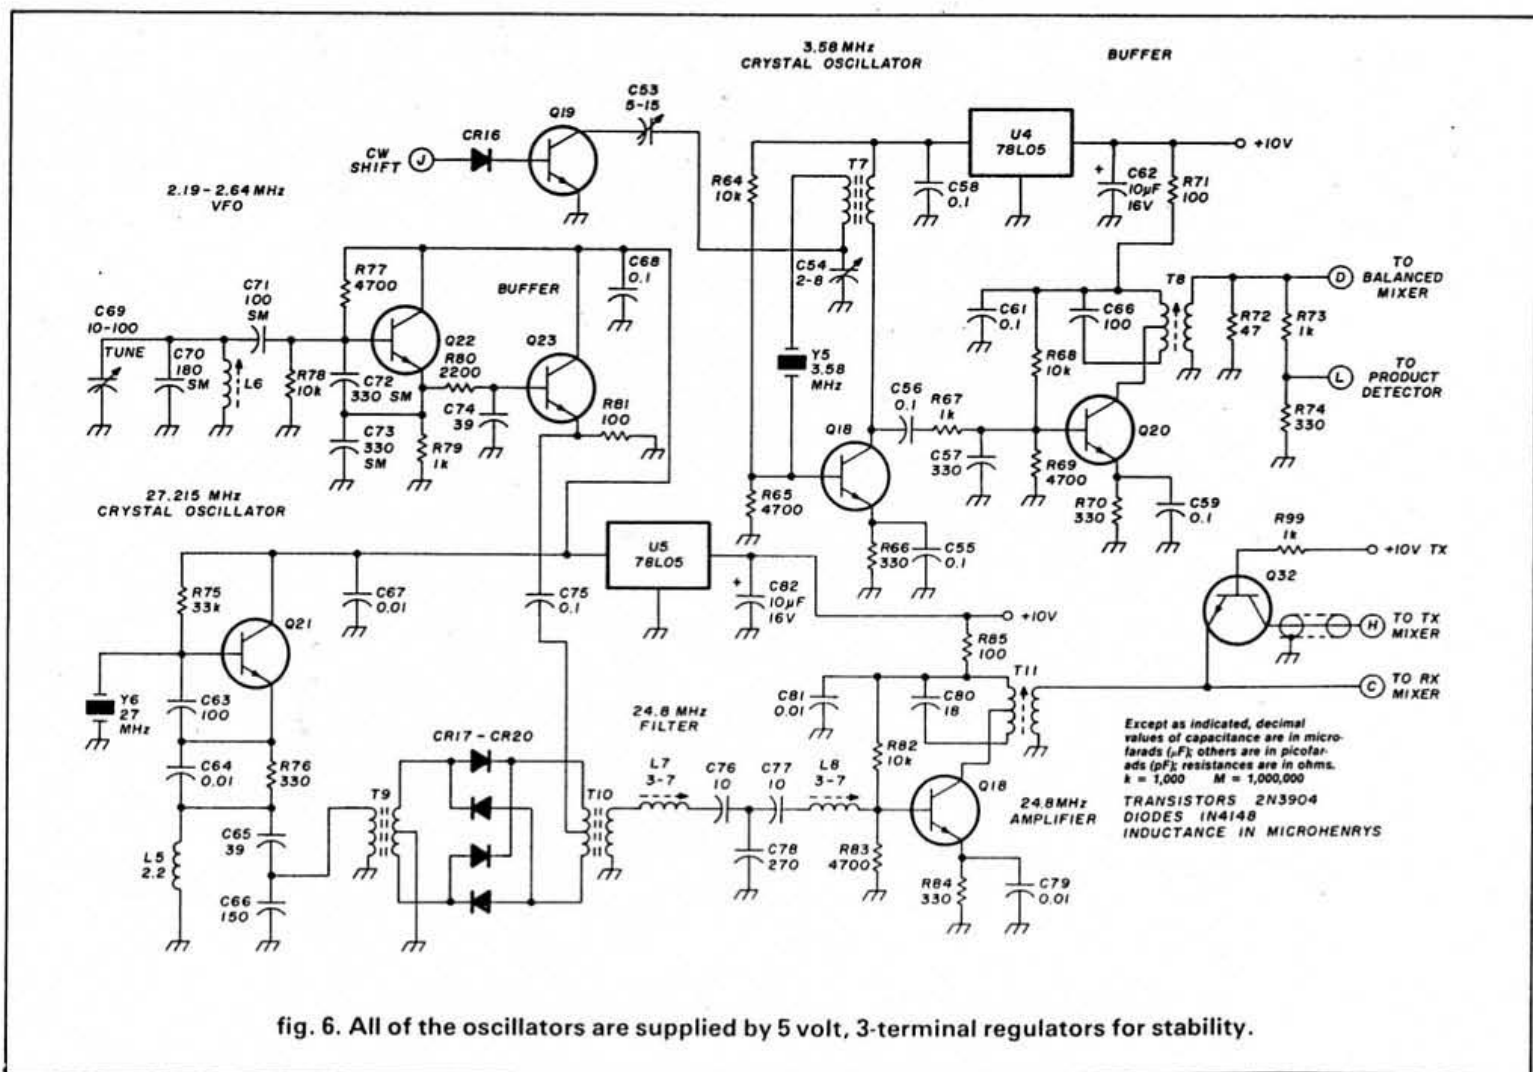 3.58 MHz
CRYSTAL OSCILLATOR
BUFFER
C53
5-15
Q19
CR16
CW
SHIFT
J
U4
78L05
+10V
T7
R64
10k
C58
0.1
+
C62
10µF
16V
R71
100
2.19-2.64 MHz
VFO
R77
4700
C68
0.1
BUFFER
C54
2-8
C71
100
SM
C69
10-100
TUNE
C70
180
SM
L6
R78
10k
C72
330 SM
Q22
R80
2200
Q23
C74
39
R81
100
C73
330
SM
R79
1k
Y5
3.58
MHz
C61
0.1
C66
100
T8
R72
47
R73
1k
D
TO
BALANCED
MIXER
L
TO
PRODUCT
DETECTOR
R74
330
R68
10k
C56
0.1
R67
1k
Q18
C57
330
R69
4700
Q20
R70
330
C59
0.1
R65
4700
R66
330
C55
0.1
27.215 MHz
CRYSTAL OSCILLATOR
U5
78L05
R99
1k
+10V TX
Q32
R75
33k
C67
0.01
C75
0.1
+
C82
10µF
16V
+10V
Q21
H
TO TX
MIXER
R85
100
T11
C
TO RX
MIXER
Y6
27
MHz
C63
100
C81
0.01
C80
18
24.8 MHz
FILTER
CR17-CR20
Except as indicated, decimal
values of capacitance are in micro-
farads (µF); others are in picofar-
ads (pF); resistances are in ohms.
k = 1,000 M = 1,000,000
TRANSISTORS 2N3904
DIODES IN4148
INDUCTANCE IN MICROHENRYS
C64
0.01
R76
330
T9
T10
L7
3-7
C76
10
C77
10
L8
3-7
R82
10k
Q18
24.8MHz
AMPLIFIER
C65
39
L5
2.2
C78
270
R83
4700
R84
330
C79
0.01
C66
150
fig. 6. All of the oscillators are supplied by 5 volt, 3-terminal regulators for stability.